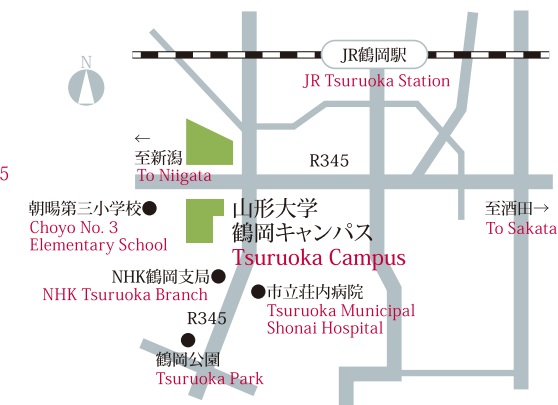 N
JR鶴岡駅
JR Tsuruoka Station
←
至新潟
To Niigata
R345
5
朝暘第三小学校
Choyo No. 3
Elementary School
山形大学
鶴岡キャンパス
Tsuruoka Campus
至酒田→
To Sakata
NHK鶴岡支局
NHK Tsuruoka Branch
市立荘内病院
Tsuruoka Municipal
Shonai Hospital
R345
鶴岡公園
Tsuruoka Park